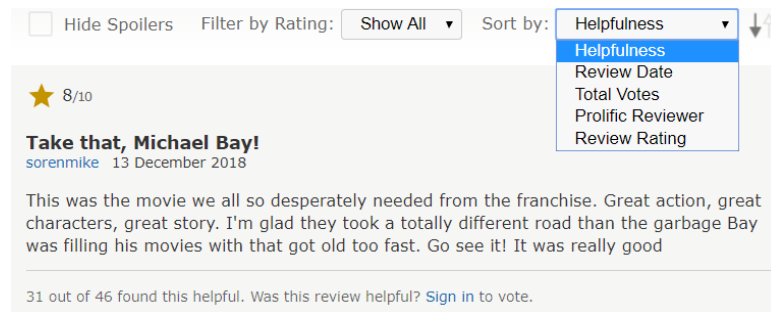 Hide Spoilers Filter by Rating: Show All Sort by: Helpfulness
Helpfulness
Review Date
Total Votes
Prolific Reviewer
Review Rating
8/10
Take that, Michael Bay!
sorenmike 13 December 2018
This was the movie we all so desperately needed from the franchise. Great action, great
characters, great story. I'm glad they took a totally different road than the garbage Bay
was filling his movies with that got old too fast. Go see it! It was really good
31 out of 46 found this helpful. Was this review helpful? Sign in to vote.